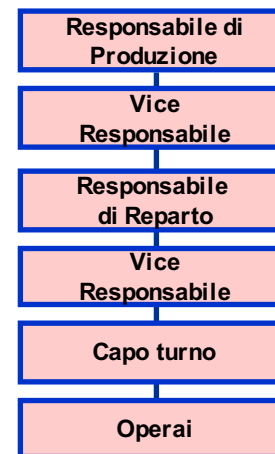 Responsabile di
Produzione
Vice
Responsabile
Responsabile
di Reparto
Vice
Responsabile
Capo turno
Operai